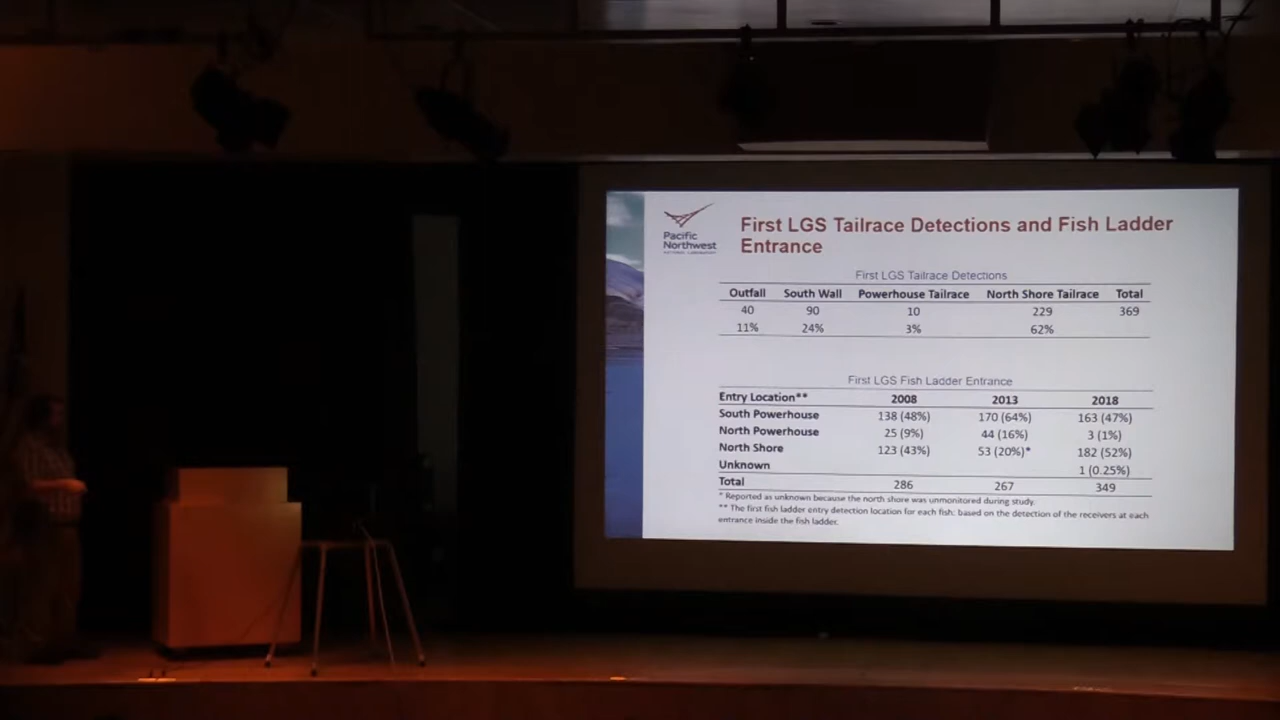 Pacific
Northwest
NATIONAL LABORATORY
First LGS Tailrace Detections and Fish Ladder
Entrance
First LGS Tailrace Detections
Outfall South Wall Powerhouse Tailrace North Shore Tailrace Total
40 90 10 229 369
11% 24% 3% 62%
First LGS Fish Ladder Entrance
Entry Location** 2008 2013 2018
South Powerhouse 138 (48%) 170 (64%) 163 (47%)
North Powerhouse 25 (9%) 44 (16%) 3 (1%)
North Shore 123 (43%) 53 (20%)* 182 (52%)
Unknown 1 (0.25%)
Total 286 267 349
* Reported as unknown because the north shore was unmonitored during study.
** The first fish ladder entry detection location for each fish; based on the detection of the receivers at each
entrance inside the fish ladder.